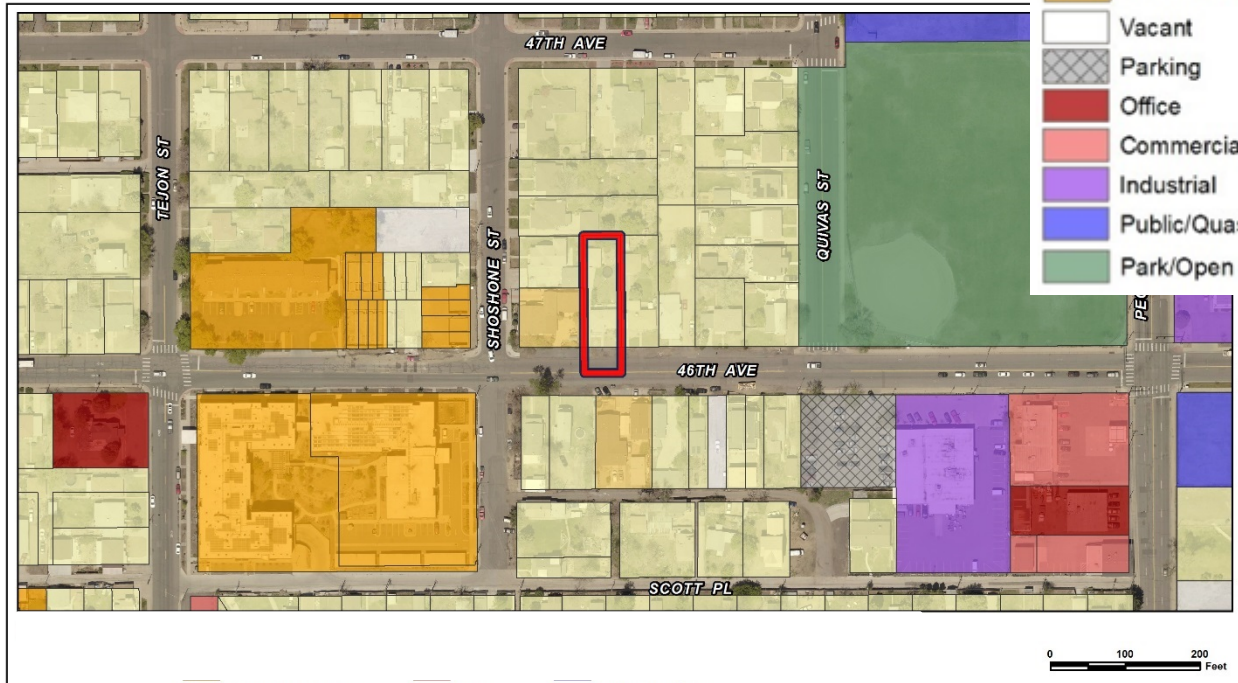 47TH AVE
Vacant
Parking
Office
Commercia
Industrial
Public/Quas
Park/Open
TEJON ST
SHOSHONE ST
QUIVAS ST
46TH AVE
SCOTT PL
0 100 200
Feet